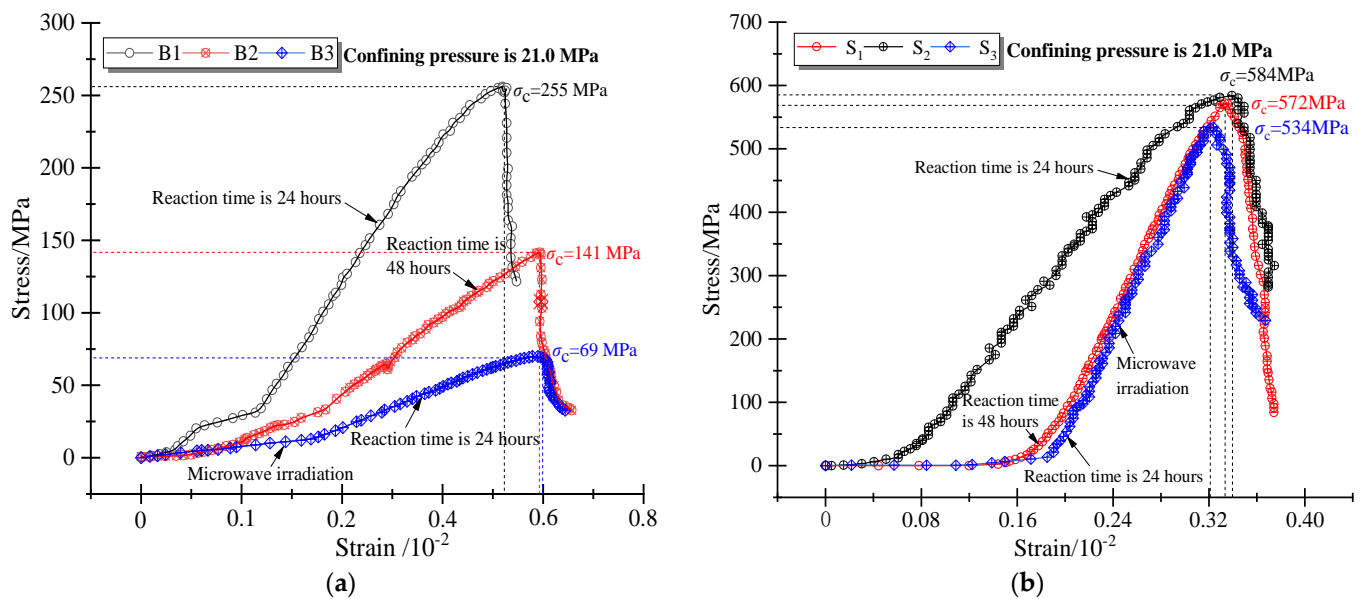 300
250
200
150
100
50
0
Stress/MPa
B1 B2 B3 Confining pressure is 21.0 MPa
σc=255 MPa
Reaction time is 24 hours
Reaction time is
48 hours
σc=141 MPa
σc=69 MPa
Reaction time is 24 hours
Microwave irradiation
0 0.1 0.2 0.4 0.6 0.8
Strain /10-2
(a)
700
600
500
400
300
200
100
0
Stress/MPa
S1 S2 S3 Confining pressure is 21.0 MPa
σc=584MPa
σc=572MPa
σc=534MPa
Reaction time is 24 hours
Microwave
irradiation
Reaction time
is 48 hours
Reaction time is 24 hours
0 0.08 0.16 0.24 0.32 0.40
Strain/10-2
(b)